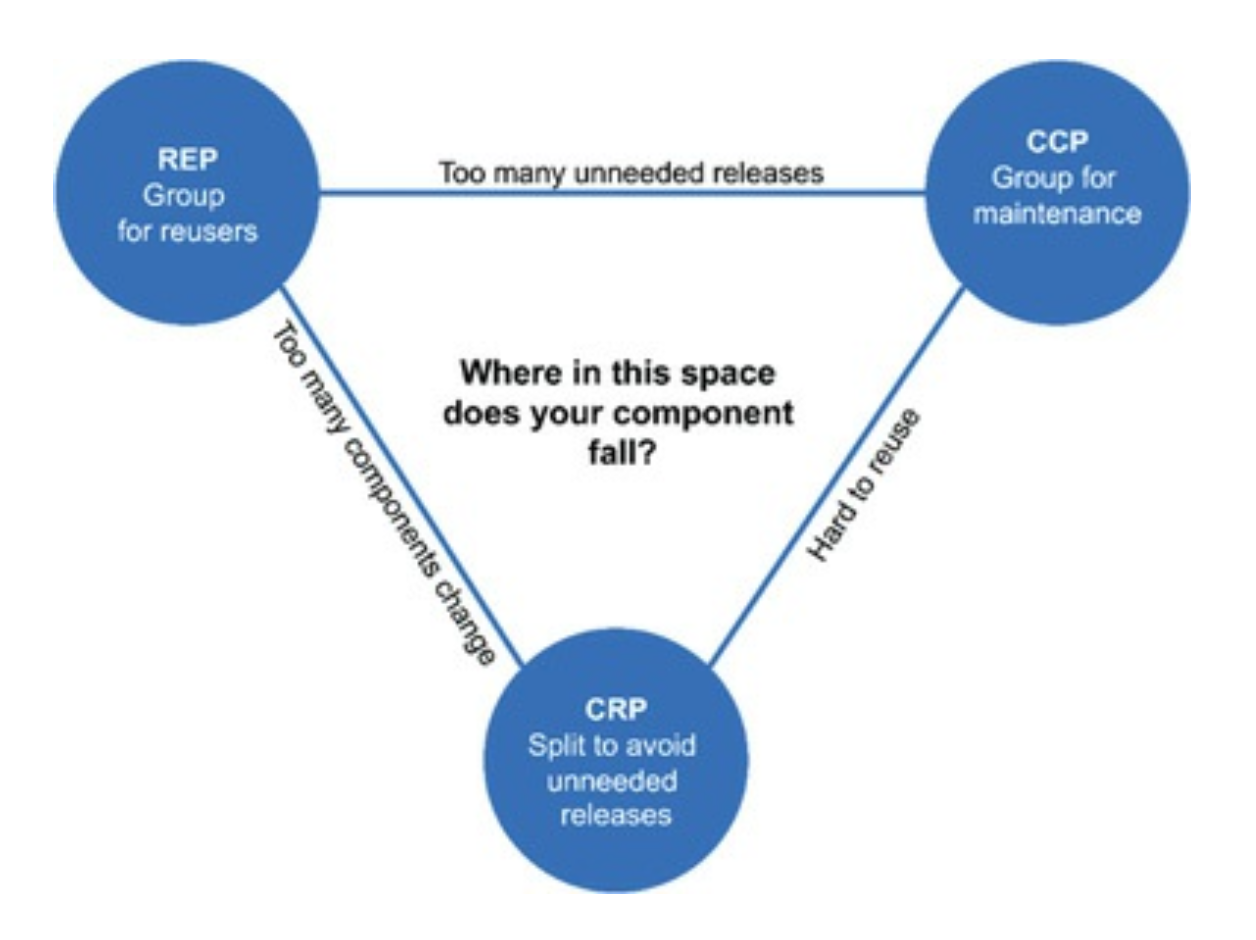 REP
Group
for reusers
Too many unneeded releases
CCP
Group for
maintenance
Too many components change
Where in this space
does your component
fall?
Hard to reuse
CRP
Split to avoid
unneeded
releases